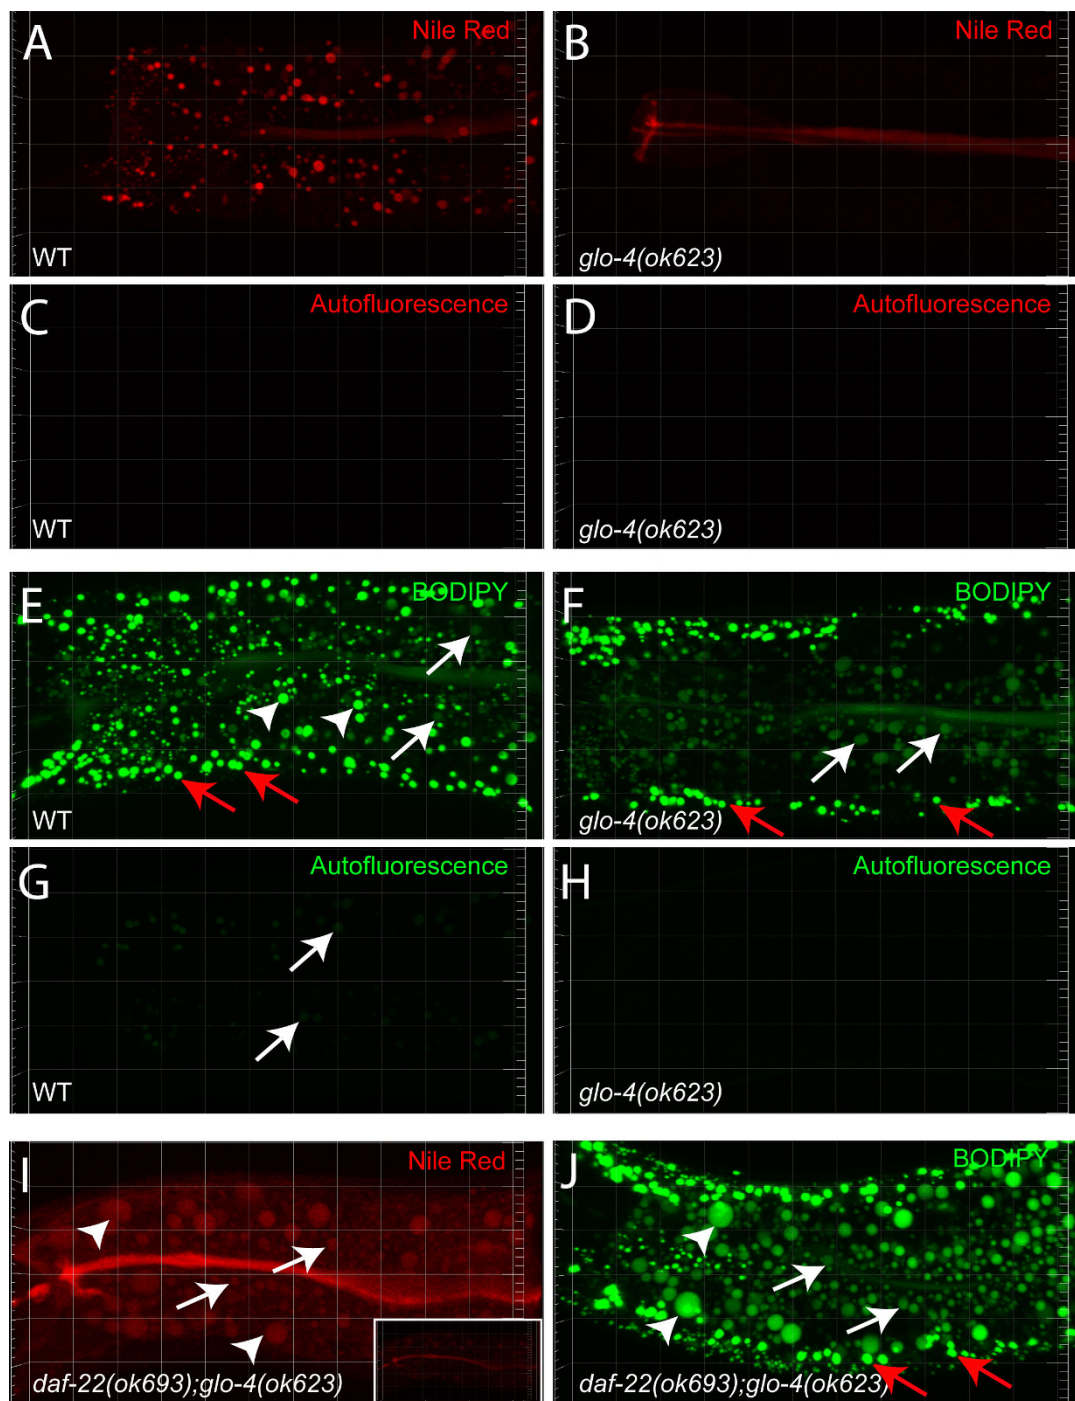 A Nile Red
WT
B Nile Red
glo-4(ok623)
C Autofluorescence
WT
D Autofluorescence
glo-4(ok623)
E BODIPY
WT
F BODIPY
glo-4(ok623)
G Autofluorescence
WT
H Autofluorescence
glo-4(ok623)
I Nile Red
daf-22(ok693);glo-4(ok623)
J BODIPY
daf-22(ok693);glo-4(ok623)